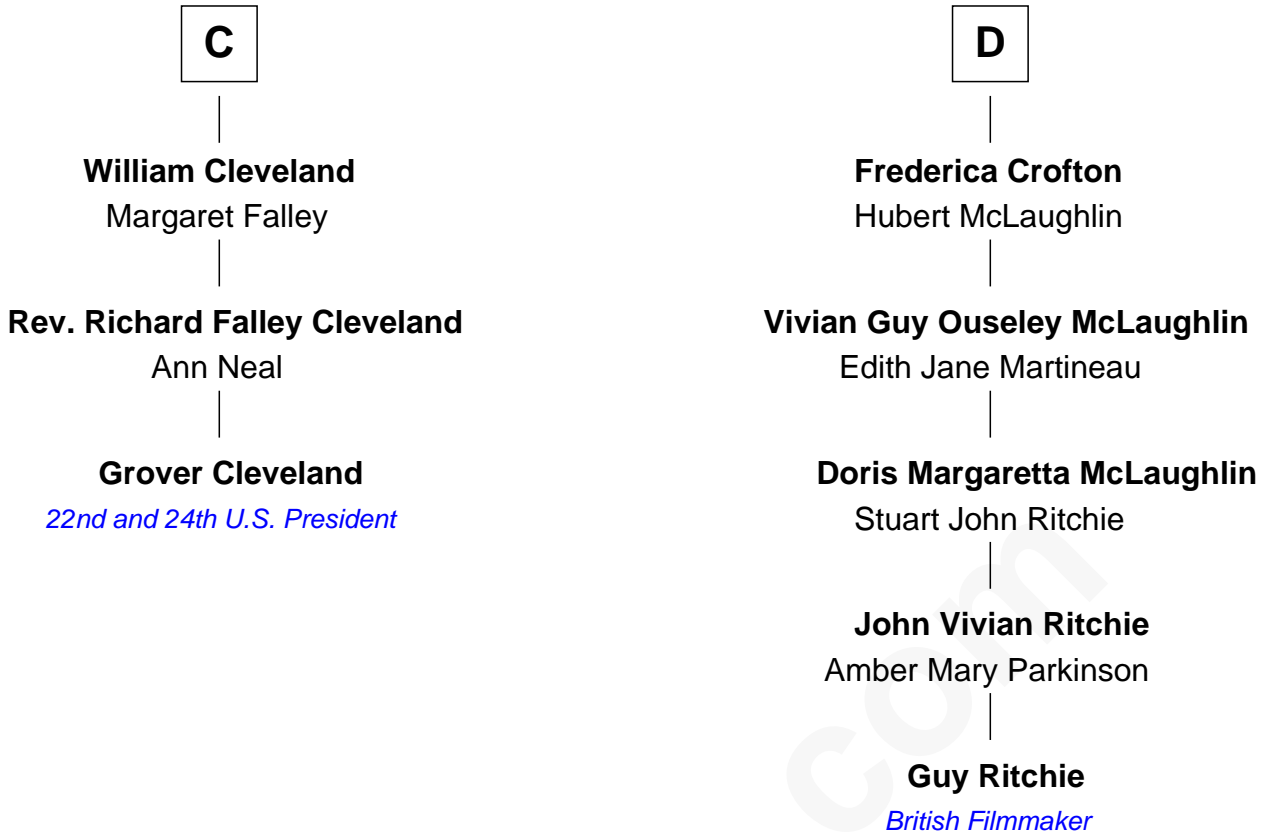 C
William Cleveland
Margaret Falley
Rev. Richard Falley Cleveland
Ann Neal
Grover Cleveland
22nd and 24th U.S. President
D
Frederica Crofton
Hubert McLaughlin
Vivian Guy Ouseley McLaughlin
Edith Jane Martineau
Doris Margaretta McLaughlin
Stuart John Ritchie
John Vivian Ritchie
Amber Mary Parkinson
Guy Ritchie
British Filmmaker
com